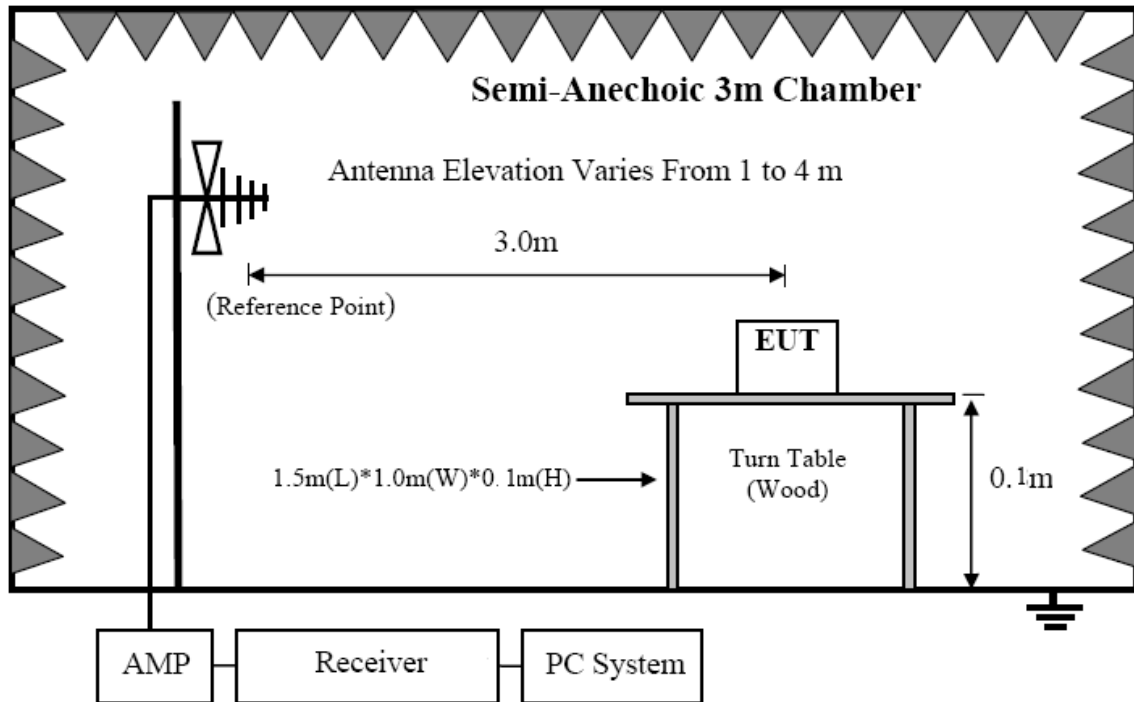 Semi-Anechoic 3m Chamber
Antenna Elevation Varies From 1 to 4 m
3.0m
(Reference Point)
EUT
1.5m(L)*1.0m(W)*0.1m(H)
Turn Table
(Wood)
0.1m
AMP
Receiver
PC System